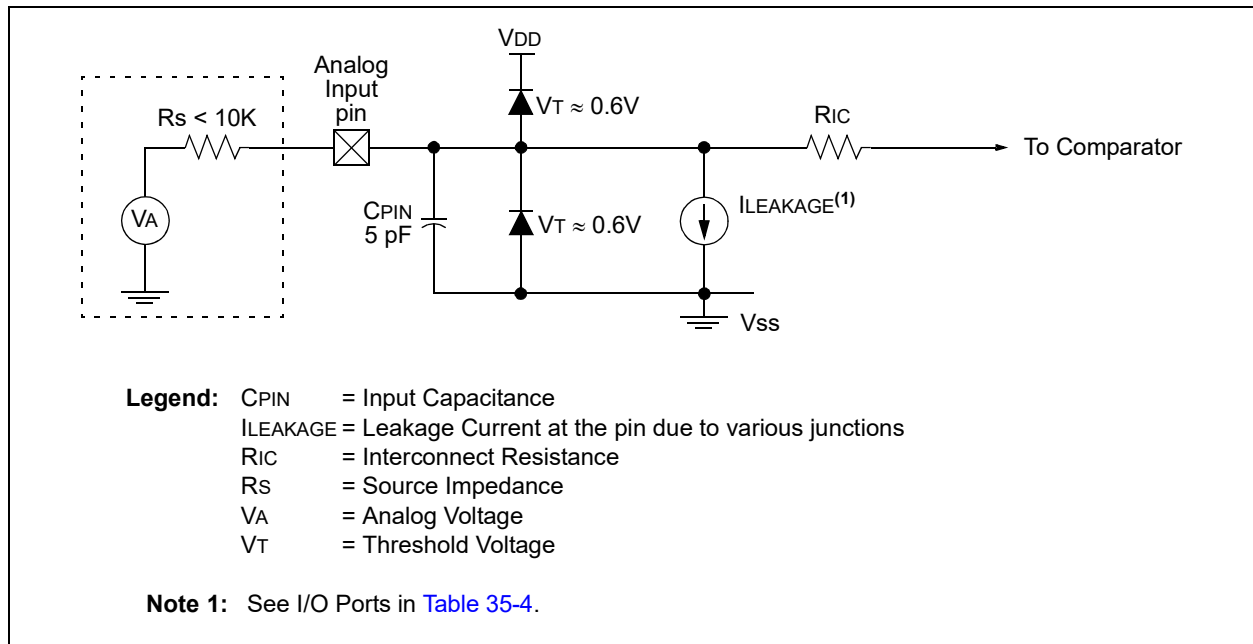 VDD
Analog
Input
pin
Rs < 10K
VT ≈ 0.6V
RIC
To Comparator
VA
CPIN
5 pF
VT ≈ 0.6V
ILEAKAGE(1)
Vss
Legend: CPIN = Input Capacitance
ILEAKAGE = Leakage Current at the pin due to various junctions
RIC = Interconnect Resistance
RS = Source Impedance
VA = Analog Voltage
VT = Threshold Voltage
Note 1: See I/O Ports in Table 35-4.